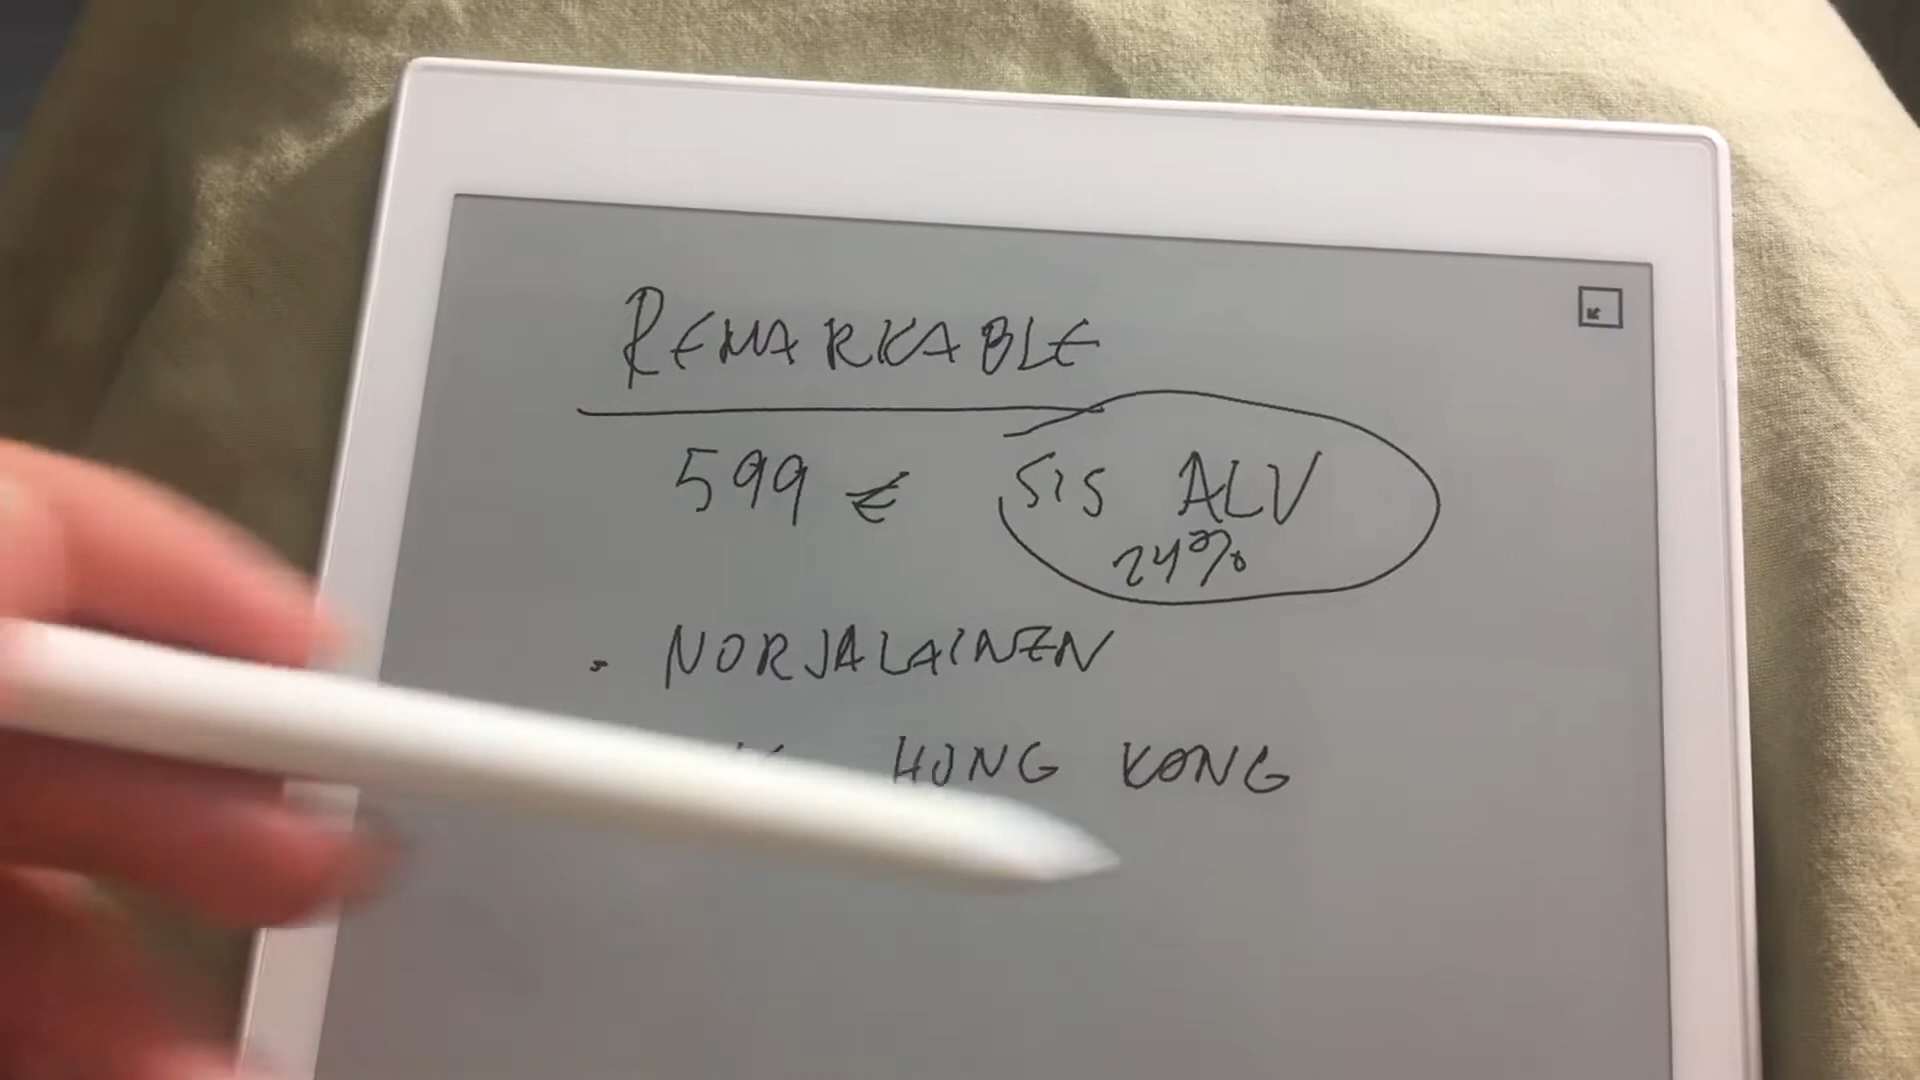 REMARKABLE
599 € SIS ALV
24%
• NORJALAINEN
HONG KONG